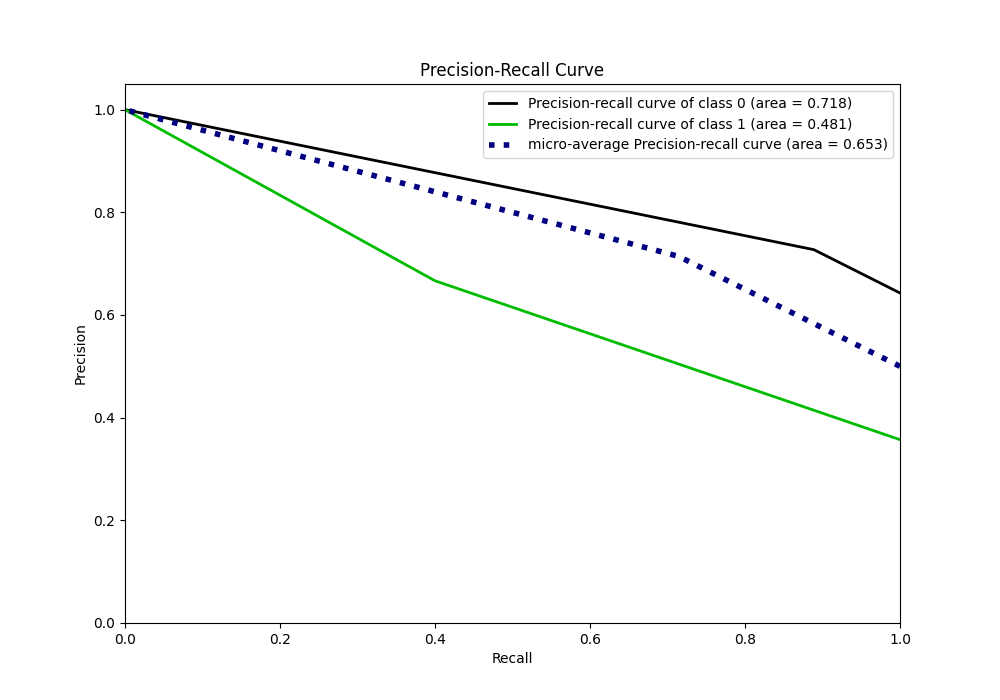 Precision-Recall Curve
Precision-recall curve of class 0 (area = 0.718)
Precision-recall curve of class 1 (area = 0.481)
micro-average Precision-recall curve (area = 0.653)
Precision
1.0
0.8
0.6
0.4
0.2
0.0
0.0 0.2 0.4 0.6 0.8 1.0
Recall